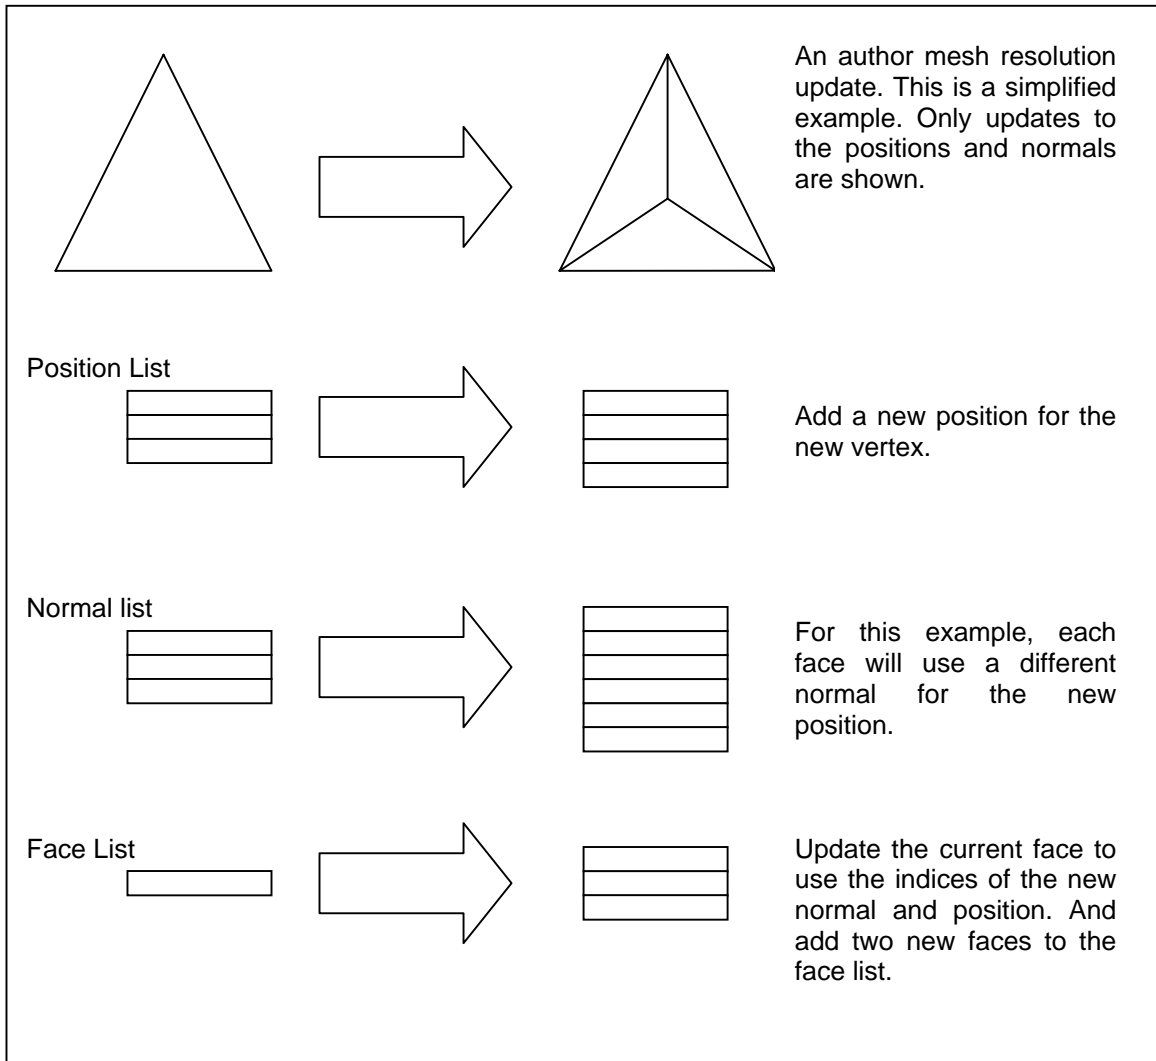 An author mesh resolution
update. This is a simplified
example. Only updates to
the positions and normals
are shown.
Position List
Add a new position for the
new vertex.
Normal list
For this example, each
face will use a different
normal for the new
position.
Face List
Update the current face to
use the indices of the new
normal and position. And
add two new faces to the
face list.